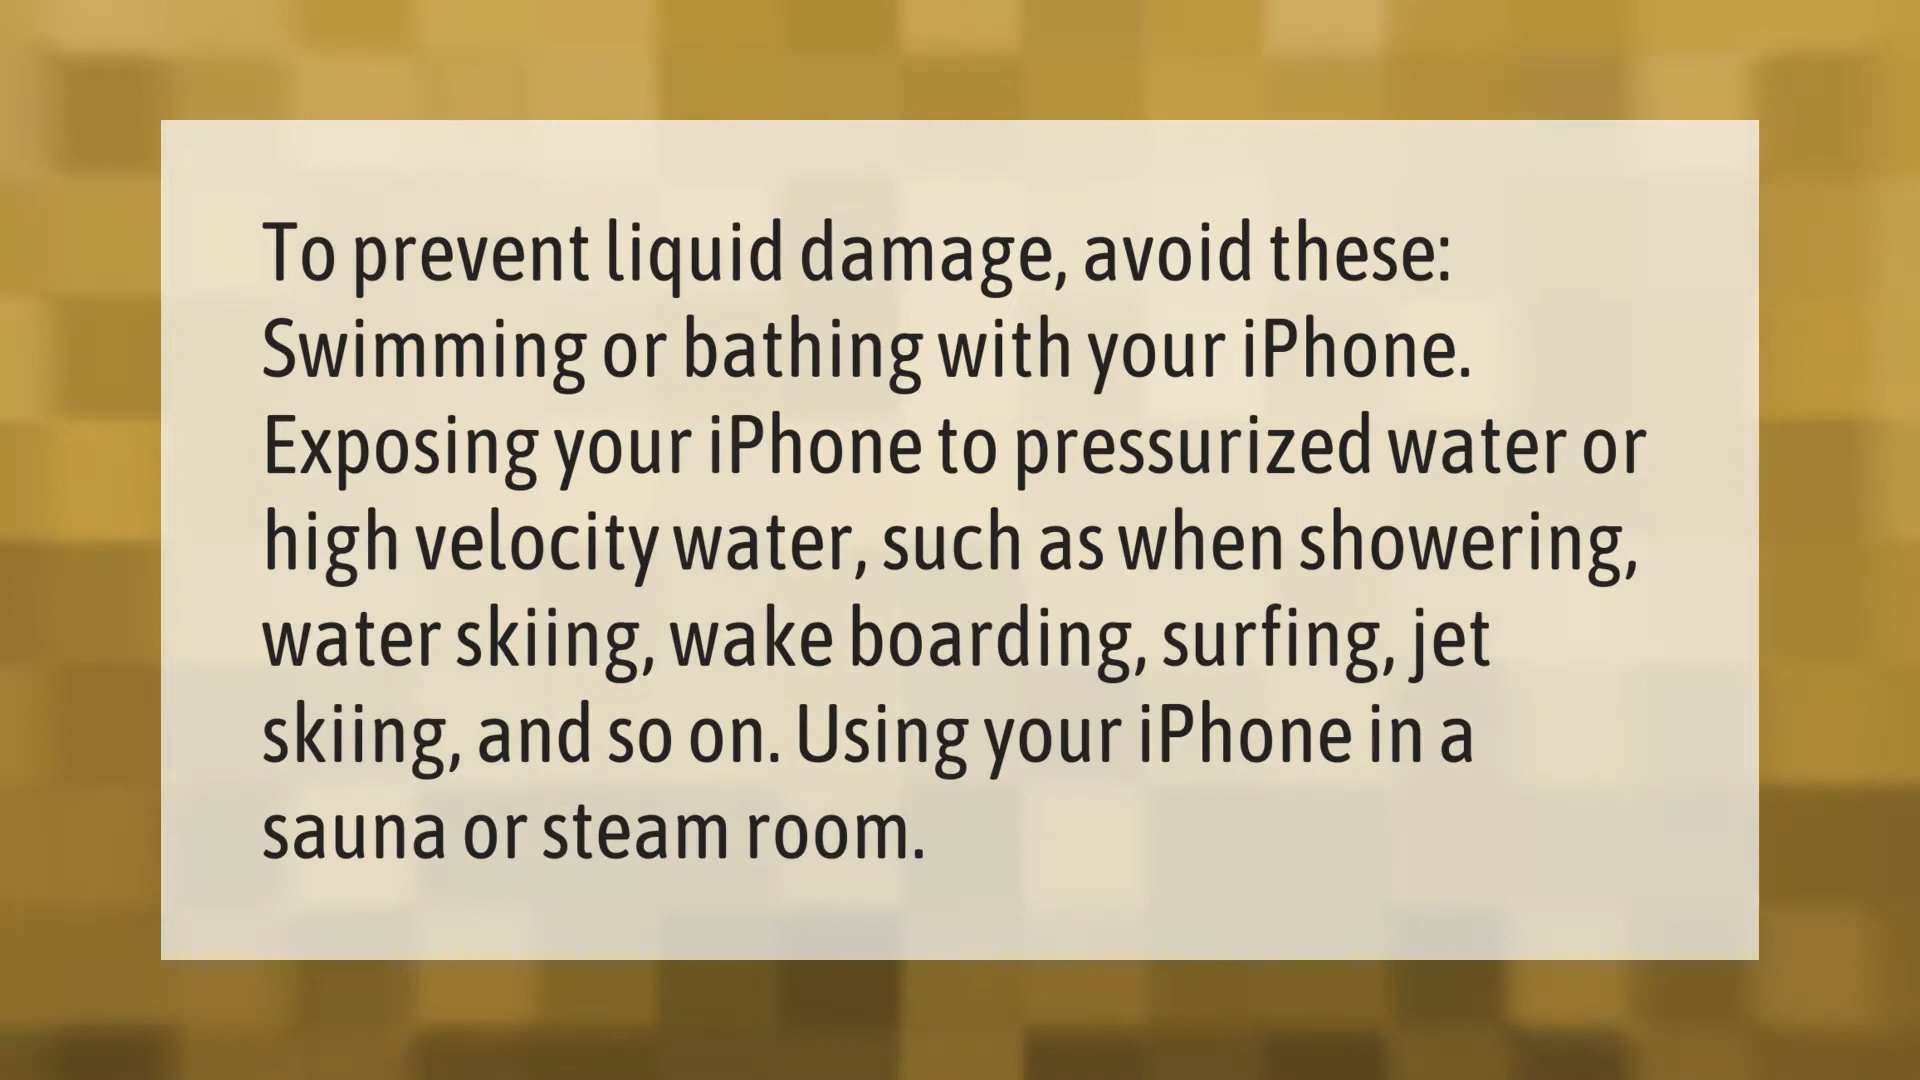 To prevent liquid damage, avoid these:
Swimming or bathing with your iPhone.
Exposing your iPhone to pressurized water or
high velocity water, such as when showering,
water skiing, wake boarding, surfing, jet
skiing, and so on. Using your iPhone in a
sauna or steam room.